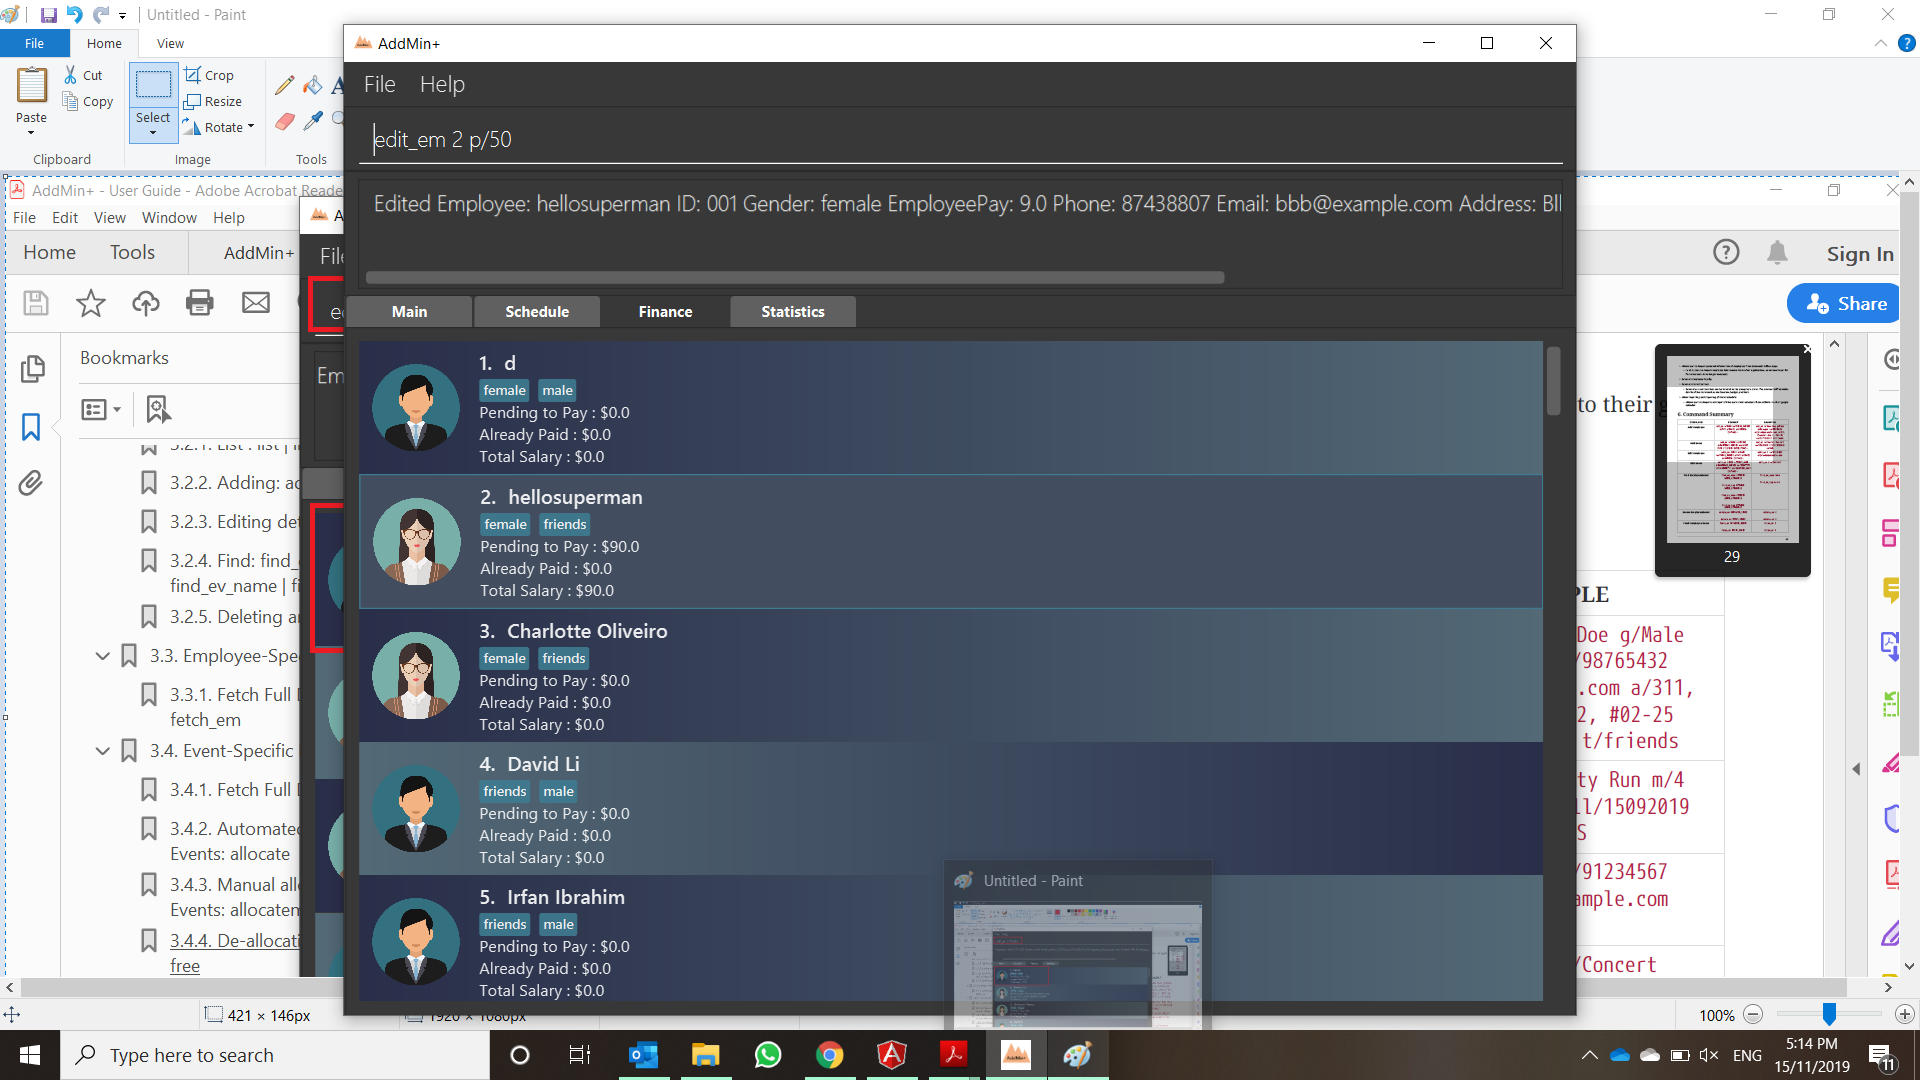 Untitled - Paint
File Home View
Paste
Cut
Copy
Clipboard
Select
Crop
Resize
Rotate
Image
Tools
AddMin+ - User Guide - Adobe Acrobat Reade
File Edit View Window Help
Home Tools AddMin+
Sign In
Share
Bookmarks
3.2.2. Adding: ad
3.2.3. Editing det
3.2.4. Find: find_
find_ev_name | fi
3.2.5. Deleting a
3.3. Employee-Spe
3.3.1. Fetch Full
fetch_em
3.4. Event-Specific
3.4.1. Fetch Full
3.4.2. Automate
Events: allocate
3.4.3. Manual all
Events: allocatem
3.4.4. De-allocati
free
AddMin+
File Help
edit_em 2 p/50
Edited Employee: hellosuperman ID: 001 Gender: female EmployeePay: 9.0 Phone: 87438807 Email: bbb@example.com Address: Bl
Main Schedule Finance Statistics
1. d
female male
Pending to Pay : $0.0
Already Paid : $0.0
Total Salary : $0.0
2. hellosuperman
female friends
Pending to Pay : $90.0
Already Paid : $0.0
Total Salary : $90.0
3. Charlotte Oliveiro
female friends
Pending to Pay : $0.0
Already Paid : $0.0
Total Salary : $0.0
4. David Li
friends male
Pending to Pay : $0.0
Already Paid : $0.0
Total Salary : $0.0
5. Irfan Ibrahim
friends male
Pending to Pay : $0.0
Already Paid : $0.0
Total Salary : $0.0
Untitled - Paint
to their g
6. Command Summary
29
PLE
Doe g/Male
/98765432
.com a/311,
2, #02-25
t/friends
ty Run m/4
ll/15092019
S
/91234567
ample.com
/Concert
421 × 146px
1920 × 1080px
100%
Type here to search
AddMin+
ENG
5:14 PM
15/11/2019
11